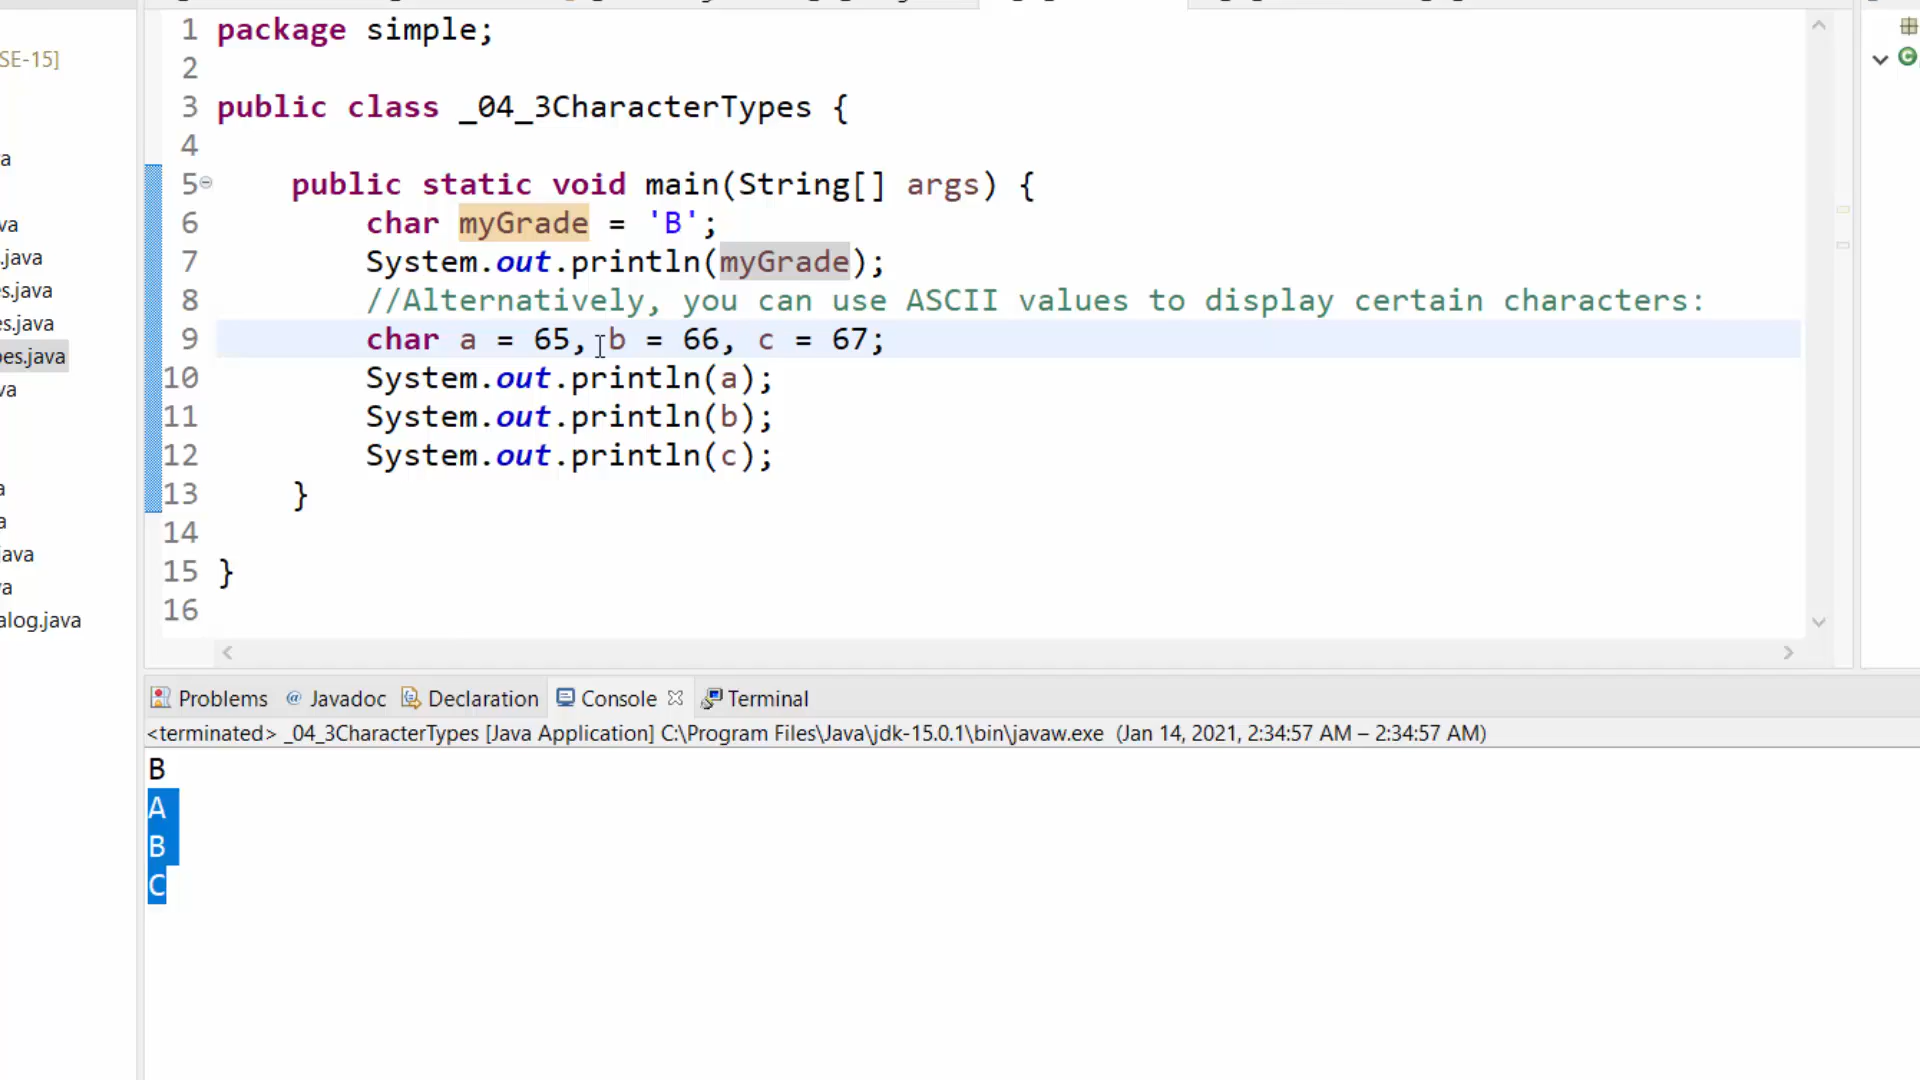 SE-15]
a
va
.java
s.java
es.java
pes.java
va
a
a
java
va
alog.java
1 package simple;
2
3 public class _04_3CharacterTypes {
4
5 public static void main(String[] args) {
6 char myGrade = 'B';
7 System.out.println(myGrade);
8 //Alternatively, you can use ASCII values to display certain characters:
9 char a = 65, b = 66, c = 67;
10 System.out.println(a);
11 System.out.println(b);
12 System.out.println(c);
13 }
14
15 }
16
Problems @ Javadoc Declaration Console Terminal
<terminated> _04_3CharacterTypes [Java Application] C:\Program Files\Java\jdk-15.0.1\bin\javaw.exe (Jan 14, 2021, 2:34:57 AM – 2:34:57 AM)
B
A
B
C